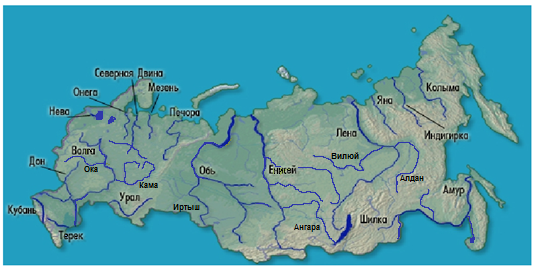 Северная Двина
Онега
Мезень
Нева
Печора
Яна
Колыма
Лена
Индигирка
Волга
Вилюй
Дон
Ока
Обь
Енисей
Алдан
Кама
Амур
Урал
Иртыш
Кубань
Шилка
Ангара
Терек